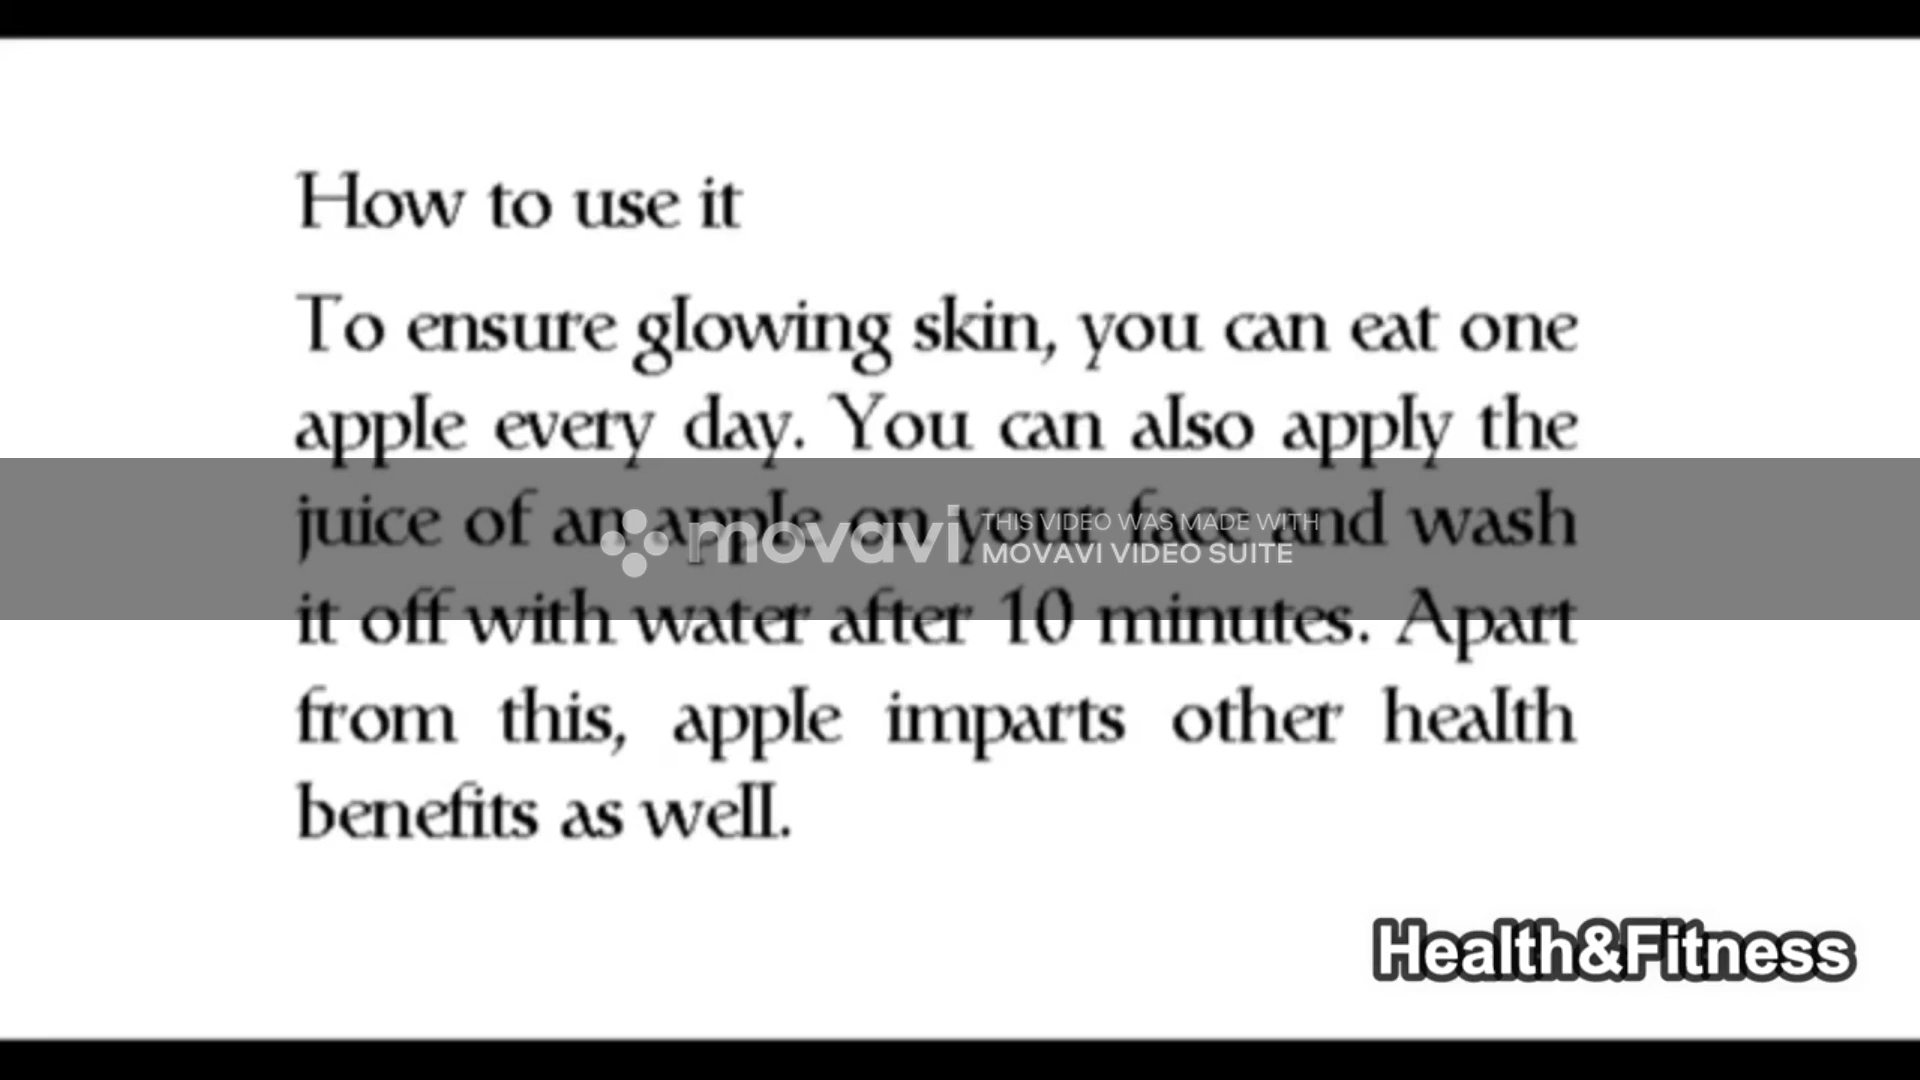 How to use it
To ensure glowing skin, you can eat one
apple every day. You can also apply the
juice of an apple on your face and wash
it off with water after 10 minutes. Apart
from this, apple imparts other health
benefits as well.
movavi
THIS VIDEO WAS MADE WITH
MOVAVI VIDEO SUITE
Health&Fitness